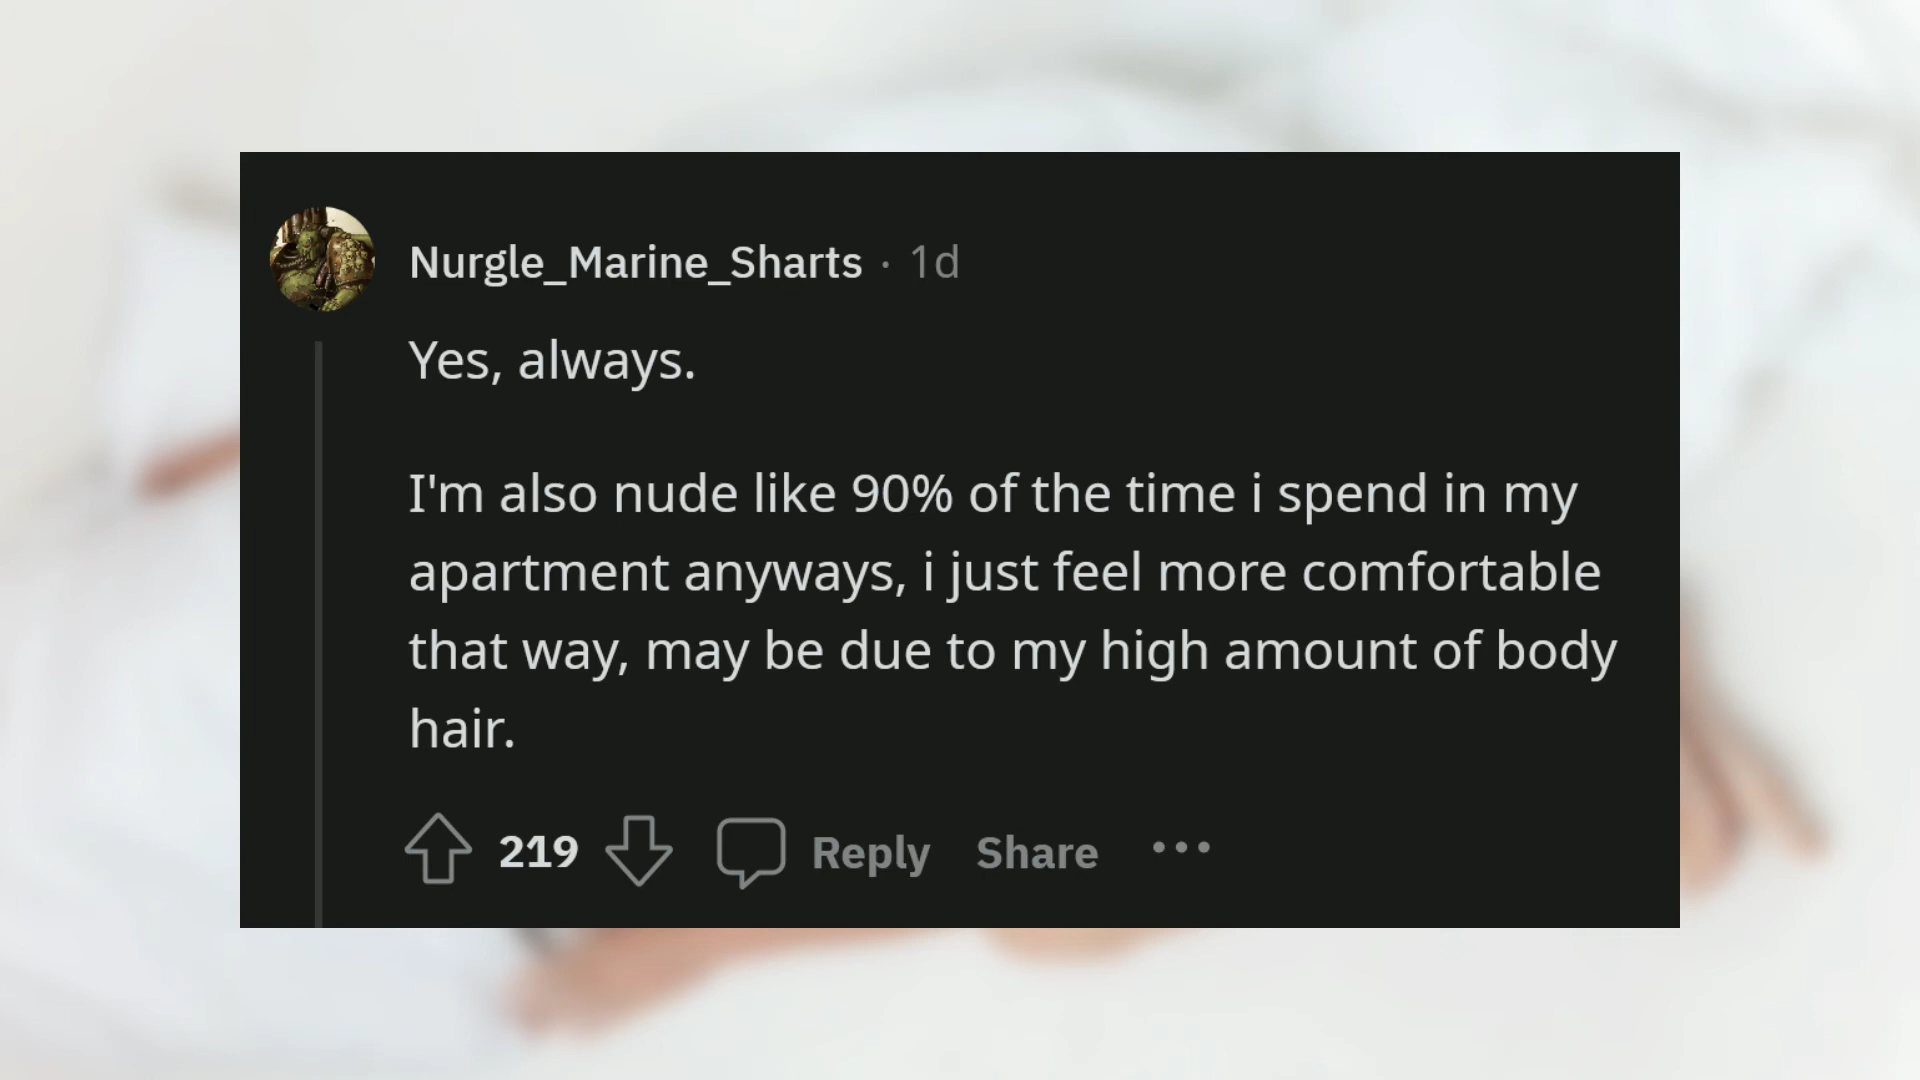 Nurgle_Marine_Sharts · 1d
Yes, always.
I'm also nude like 90% of the time i spend in my
apartment anyways, i just feel more comfortable
that way, may be due to my high amount of body
hair.
219 Reply Share ...